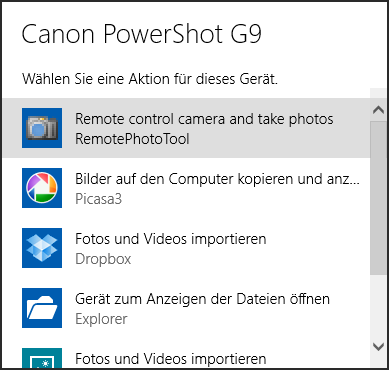 Canon PowerShot G9
Wählen Sie eine Aktion für dieses Gerät.
Remote control camera and take photos
RemotePhotoTool
Bilder auf den Computer kopieren und anz...
Picasa3
Fotos und Videos importieren
Dropbox
Gerät zum Anzeigen der Dateien öffnen
Explorer
Fotos und Videos importieren